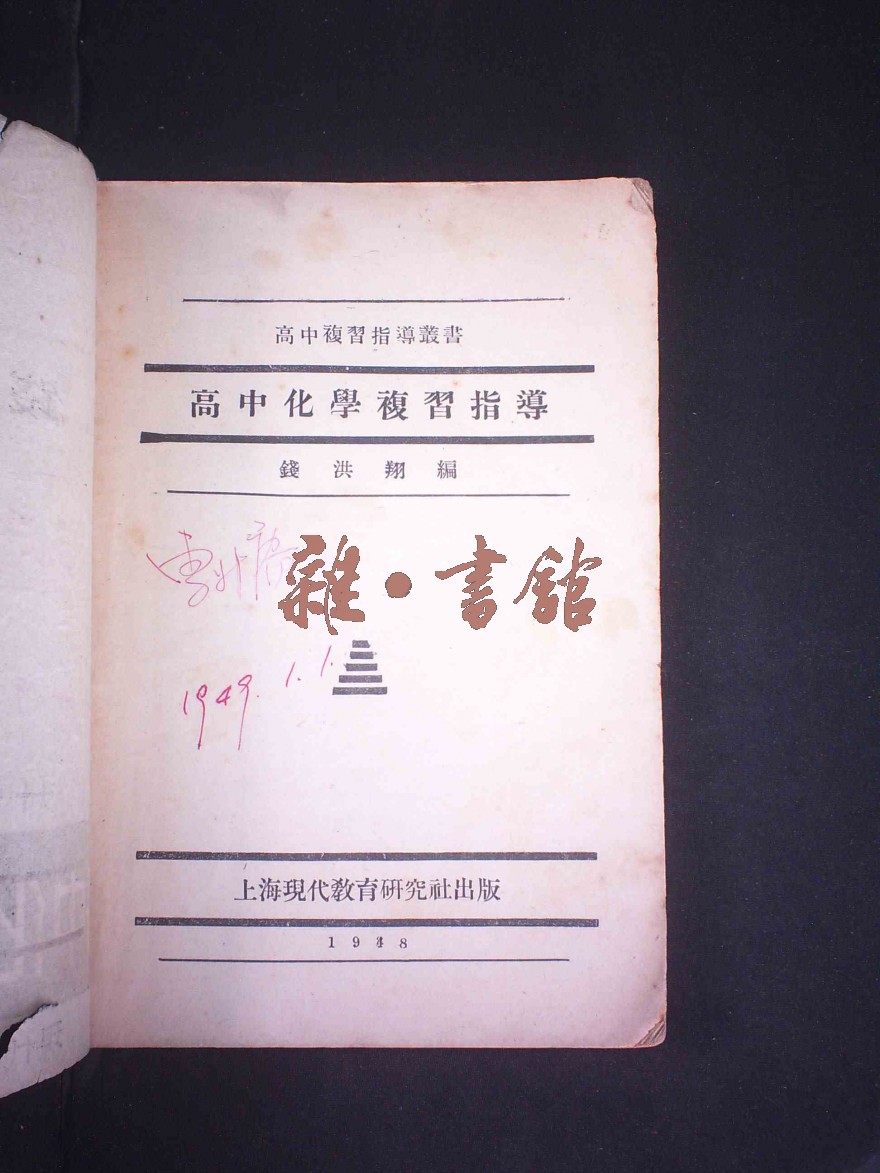 高中複習指導叢書
高中化學複習指導
錢洪翔編
雜·書館
1949.1.1.
上海現代教育研究社出版
1948